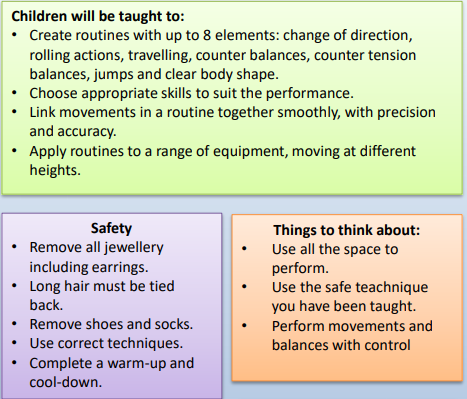 Children will be taught to:
• Create routines with up to 8 elements: change of direction,
rolling actions, travelling, counter balances, counter tension
balances, jumps and clear body shape.
• Choose appropriate skills to suit the performance.
• Link movements in a routine together smoothly, with precision
and accuracy.
• Apply routines to a range of equipment, moving at different
heights.
Safety
• Remove all jewellery
including earrings.
• Long hair must be tied
back.
• Remove shoes and socks.
• Use correct techniques.
• Complete a warm-up and
cool-down.
Things to think about:
• Use all the space to
perform.
• Use the safe teachnique
you have been taught.
• Perform movements and
balances with control